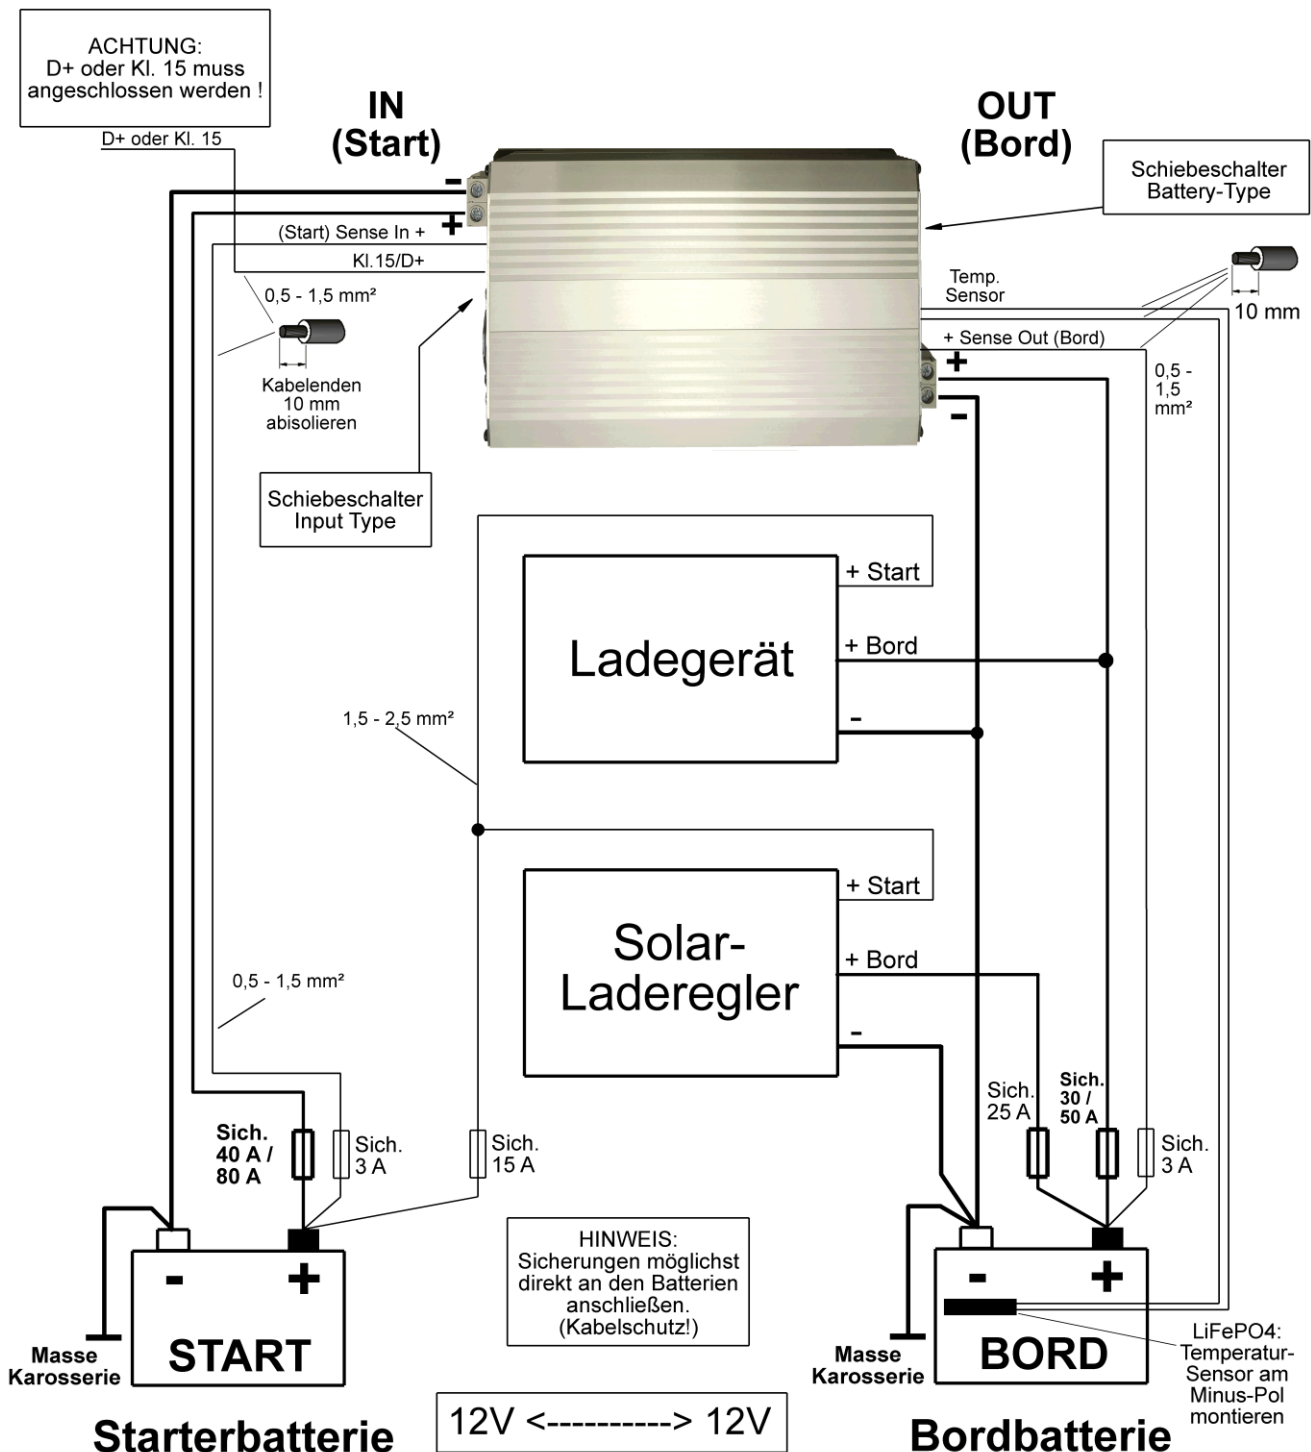 ACHTUNG:
D+ oder Kl. 15 muss
angeschlossen werden !
D+ oder Kl. 15
IN
(Start)
OUT
(Bord)
Schiebeschalter
Battery-Type
-
+
(Start) Sense In +
Kl.15/D+
0,5 - 1,5 mm²
Kabelenden
10 mm
abisolieren
Schiebeschalter
Input Type
Temp.
Sensor
10 mm
+ Sense Out (Bord)
+
-
0,5 -
1,5
mm²
Ladegerät
+ Start
+ Bord
-
1,5 - 2,5 mm²
Solar-
Laderegler
+ Start
+ Bord
-
0,5 - 1,5 mm²
Sich.
40 A /
80 A
Sich.
3 A
Sich.
15 A
Sich.
25 A
Sich.
30 /
50 A
Sich.
3 A
HINWEIS:
Sicherungen möglichst
direkt an den Batterien
anschließen.
(Kabelschutz!)
- +
START
Masse
Karosserie
Starterbatterie
12V <----------> 12V
- +
BORD
Masse
Karosserie
LiFePO4:
Temperatur-
Sensor am
Minus-Pol
montieren
Bordbatterie